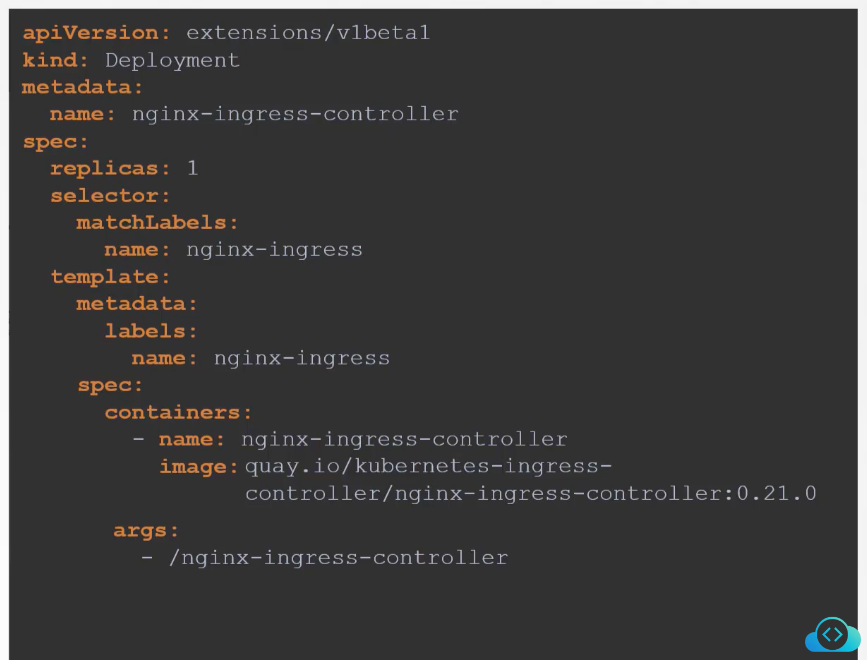 apiVersion: extensions/v1beta1
kind: Deployment
metadata:
  name: nginx-ingress-controller
spec:
  replicas: 1
  selector:
    matchLabels:
      name: nginx-ingress
  template:
    metadata:
      labels:
        name: nginx-ingress
    spec:
      containers:
        - name: nginx-ingress-controller
          image: quay.io/kubernetes-ingress-
                 controller/nginx-ingress-controller:0.21.0
      args:
        - /nginx-ingress-controller